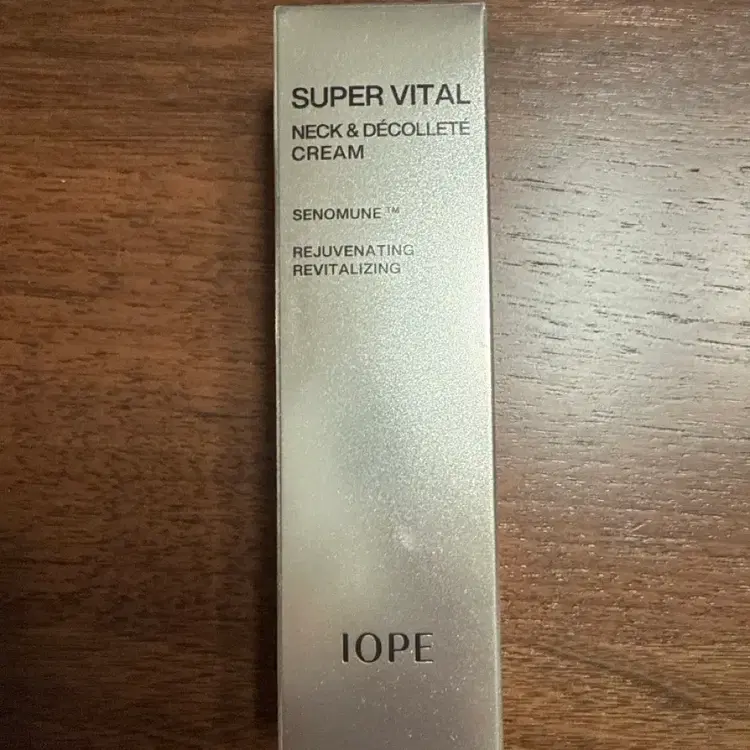 SUPER VITAL
NECK & DÉCOLLETÉ
CREAM
SENOMUNE™
REJUVENATING
REVITALIZING
IOPE